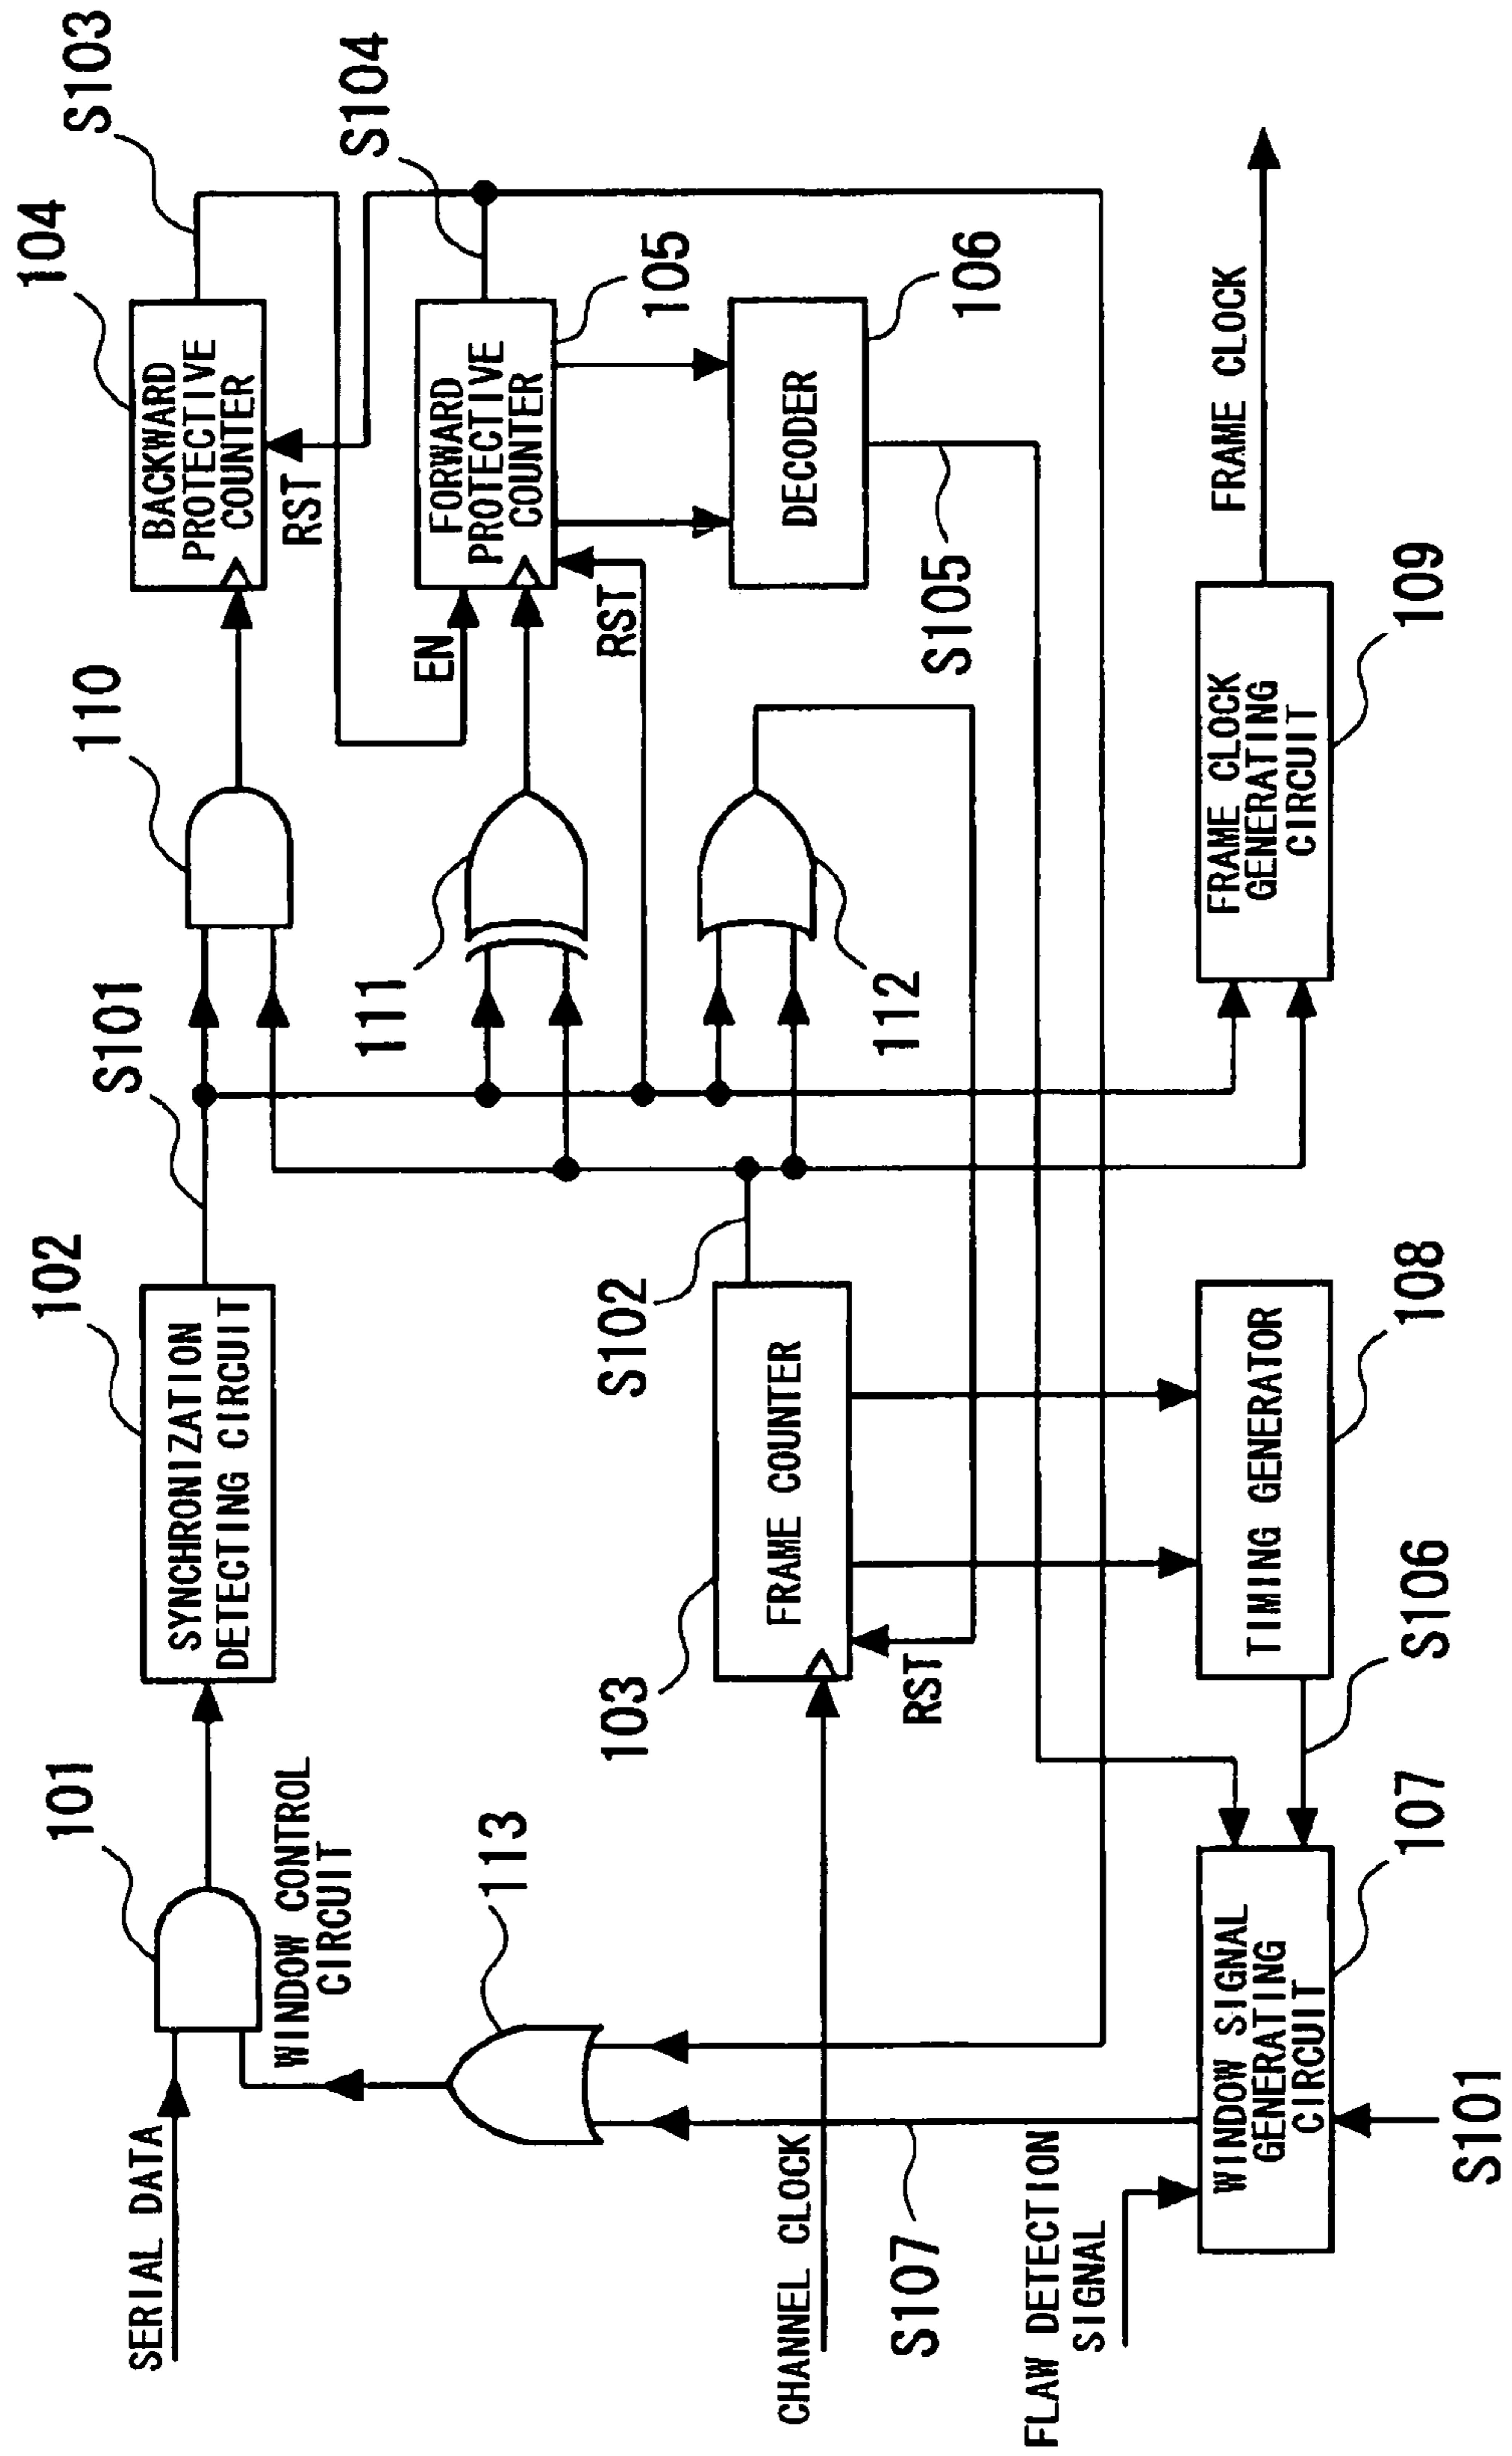 SERIAL DATA
101
WINDOW CONTROL
CIRCUIT
102
SYNCHRONIZATION
DETECTING CIRCUIT
S101
110
104
BACKWARD
PROTECTIVE
COUNTER
RST
S103
113
111
EN
FORWARD
PROTECTIVE
COUNTER
RST
S104
105
112
DECODER
106
S105
CHANNEL CLOCK
103
FRAME COUNTER
RST
S102
S107
FLAW DETECTION
SIGNAL
WINDOW SIGNAL
GENERATING
CIRCUIT
107
S101
S106
TIMING GENERATOR
108
FRAME CLOCK
GENERATING
CIRCUIT
109
FRAME CLOCK